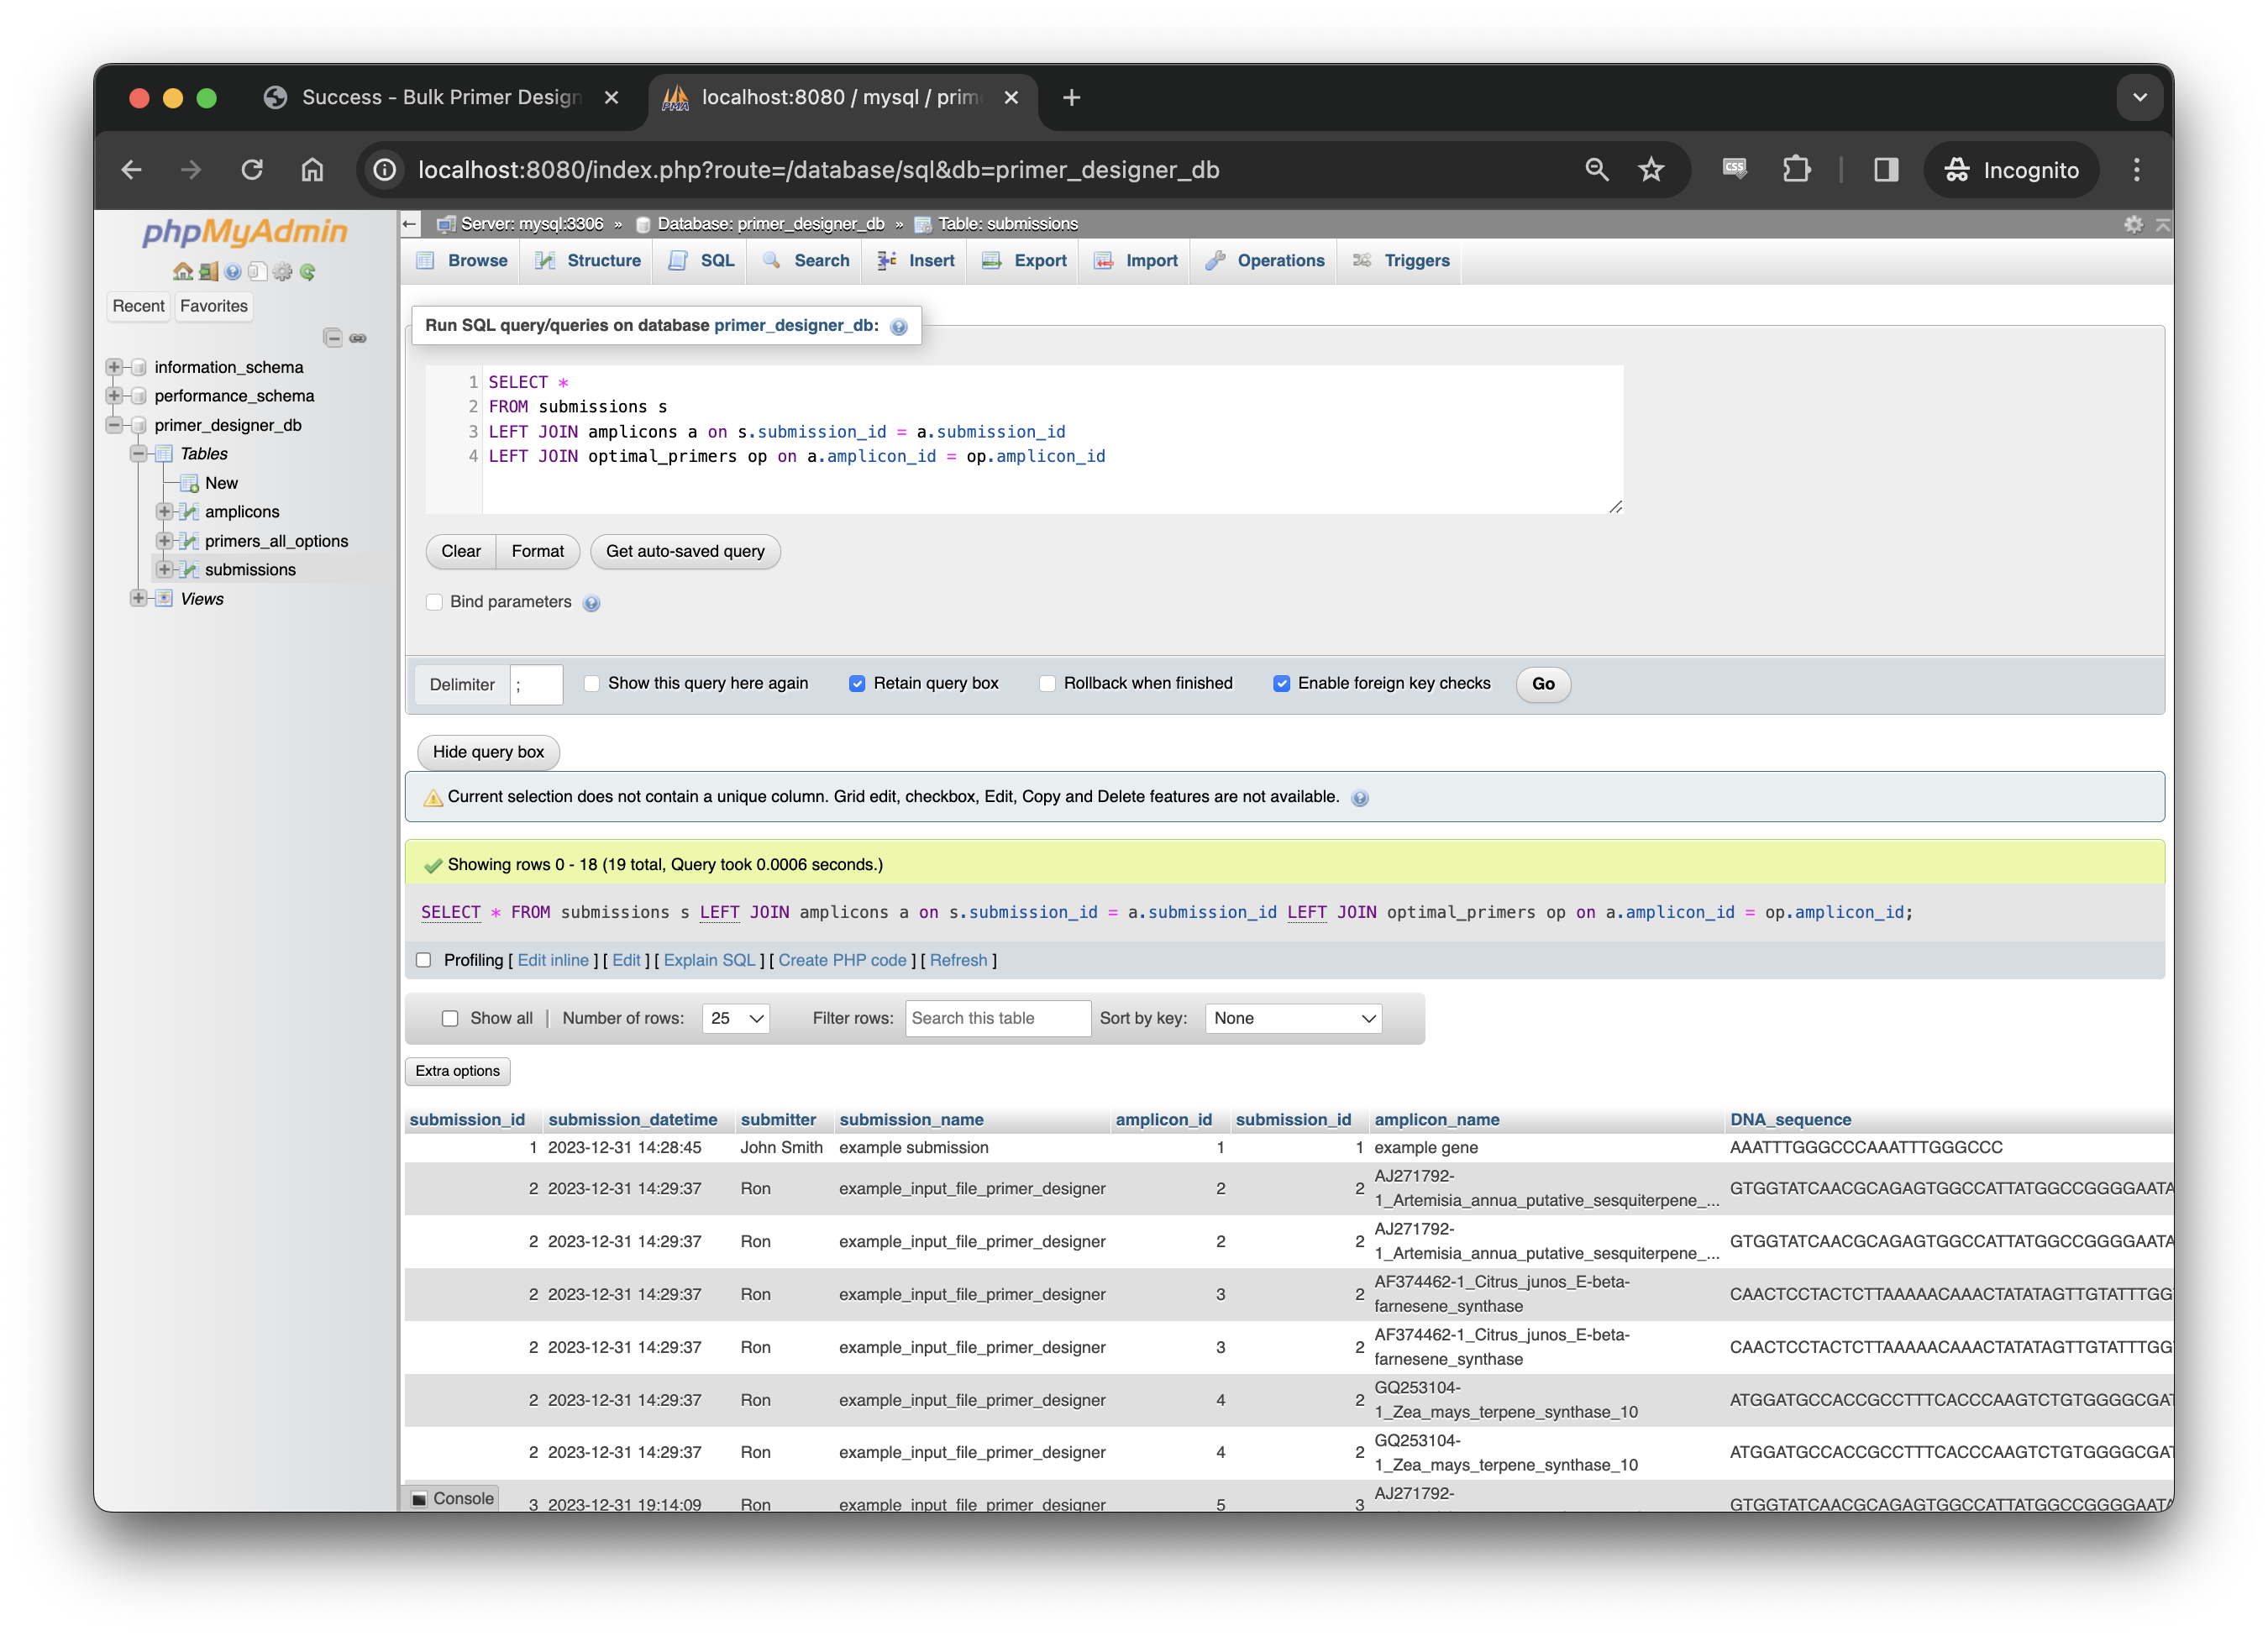 Success - Bulk Primer Design
localhost:8080 / mysql / prim
localhost:8080/index.php?route=/database/sql&db=primer_designer_db
CSS
Incognito
phpMyAdmin
Recent
Favorites
information_schema
performance_schema
primer_designer_db
Tables
New
amplicons
primers_all_options
submissions
Views
Server: mysql:3306 » Database: primer_designer_db » Table: submissions
Browse Structure SQL Search Insert Export Import Operations Triggers
Run SQL query/queries on database primer_designer_db:
1 SELECT *
2 FROM submissions s
3 LEFT JOIN amplicons a on s.submission_id = a.submission_id
4 LEFT JOIN optimal_primers op on a.amplicon_id = op.amplicon_id
Clear Format Get auto-saved query
Bind parameters
Delimiter ; Show this query here again Retain query box Rollback when finished Enable foreign key checks Go
Hide query box
Current selection does not contain a unique column. Grid edit, checkbox, Edit, Copy and Delete features are not available.
Showing rows 0 - 18 (19 total, Query took 0.0006 seconds.)
SELECT * FROM submissions s LEFT JOIN amplicons a on s.submission_id = a.submission_id LEFT JOIN optimal_primers op on a.amplicon_id = op.amplicon_id;
Profiling [ Edit inline ] [ Edit ] [ Explain SQL ] [ Create PHP code ] [ Refresh ]
Show all | Number of rows: 25 Filter rows: Search this table Sort by key: None
Extra options
submission_id submission_datetime submitter submission_name amplicon_id submission_id amplicon_name DNA_sequence
1 2023-12-31 14:28:45 John Smith example submission 1 1 example gene AAATTTGGGCCCAAATTTGGGCCC
2 2023-12-31 14:29:37 Ron example_input_file_primer_designer 2 2 AJ271792-
1_Artemisia_annua_putative_sesquiterpene_... GTGGTATCAACGCAGAGTGGCCATTATGGCCGGGGAATA
2 2023-12-31 14:29:37 Ron example_input_file_primer_designer 2 2 AJ271792-
1_Artemisia_annua_putative_sesquiterpene_... GTGGTATCAACGCAGAGTGGCCATTATGGCCGGGGAATA
2 2023-12-31 14:29:37 Ron example_input_file_primer_designer 3 2 AF374462-1_Citrus_junos_E-beta-
farnesene_synthase CAACTCCTACTCTTAAAAACAAACTATATAGTTGTATTTGG
2 2023-12-31 14:29:37 Ron example_input_file_primer_designer 3 2 AF374462-1_Citrus_junos_E-beta-
farnesene_synthase CAACTCCTACTCTTAAAAACAAACTATATAGTTGTATTTGG
2 2023-12-31 14:29:37 Ron example_input_file_primer_designer 4 2 GQ253104-
1_Zea_mays_terpene_synthase_10 ATGGATGCCACCGCCTTTCACCCAAGTCTGTGGGGCGAT
2 2023-12-31 14:29:37 Ron example_input_file_primer_designer 4 2 GQ253104-
1_Zea_mays_terpene_synthase_10 ATGGATGCCACCGCCTTTCACCCAAGTCTGTGGGGCGAT
Console 3 2023-12-31 19:14:09 Ron example_input_file_primer_designer 5 3 AJ271792- GTGGTATCAACGCAGAGTGGCCATTATGGCCGGGGAATA